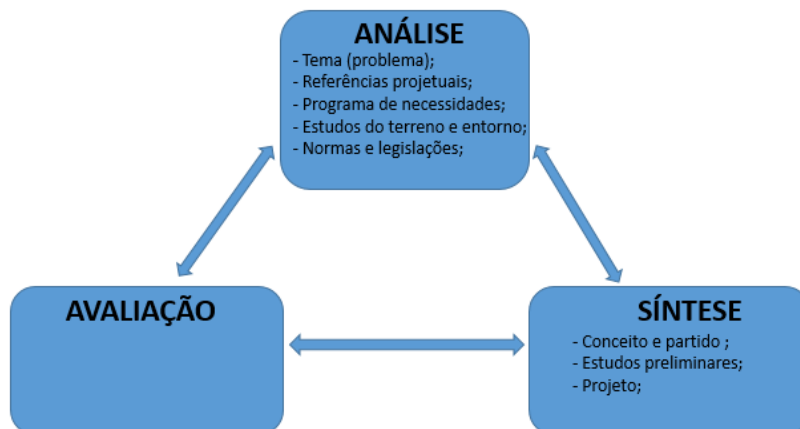 ANÁLISE
- Tema (problema);
- Referências projetuais;
- Programa de necessidades;
- Estudos do terreno e entorno;
- Normas e legislações;
AVALIAÇÃO
SÍNTESE
- Conceito e partido ;
- Estudos preliminares;
- Projeto;